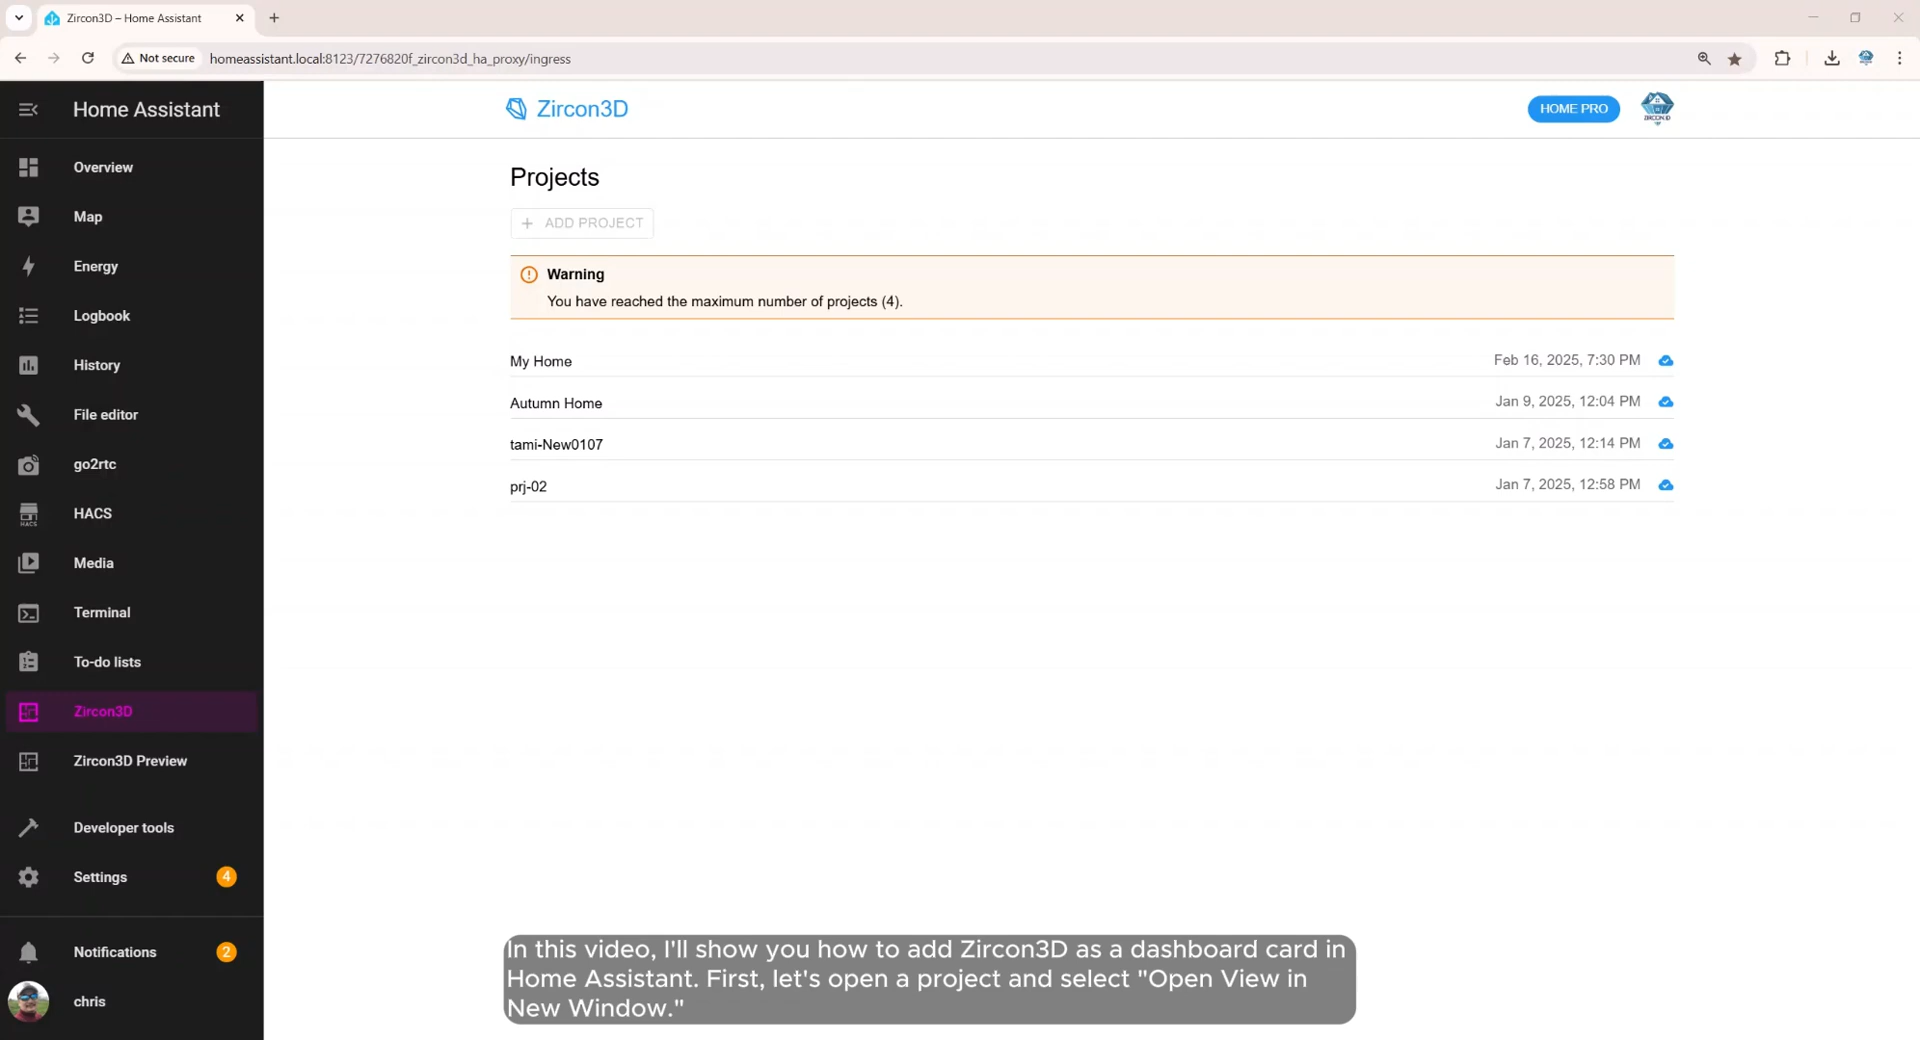 Zircon3D – Home Assistant
Not secure
homeassistant.local:8123/7276820f_zircon3d_ha_proxy/ingress
Home Assistant
Overview
Map
Energy
Logbook
History
File editor
go2rtc
HACS
HACS
Media
Terminal
To-do lists
Zircon3D
Zircon3D Preview
Developer tools
Settings 4
Notifications 2
chris
Zircon3D
HOME PRO
ZIRCON3D
Projects
ADD PROJECT
Warning
You have reached the maximum number of projects (4).
My Home Feb 16, 2025, 7:30 PM
Autumn Home Jan 9, 2025, 12:04 PM
tami-New0107 Jan 7, 2025, 12:14 PM
prj-02 Jan 7, 2025, 12:58 PM
In this video, I'll show you how to add Zircon3D as a dashboard card in
Home Assistant. First, let's open a project and select "Open View in
New Window."